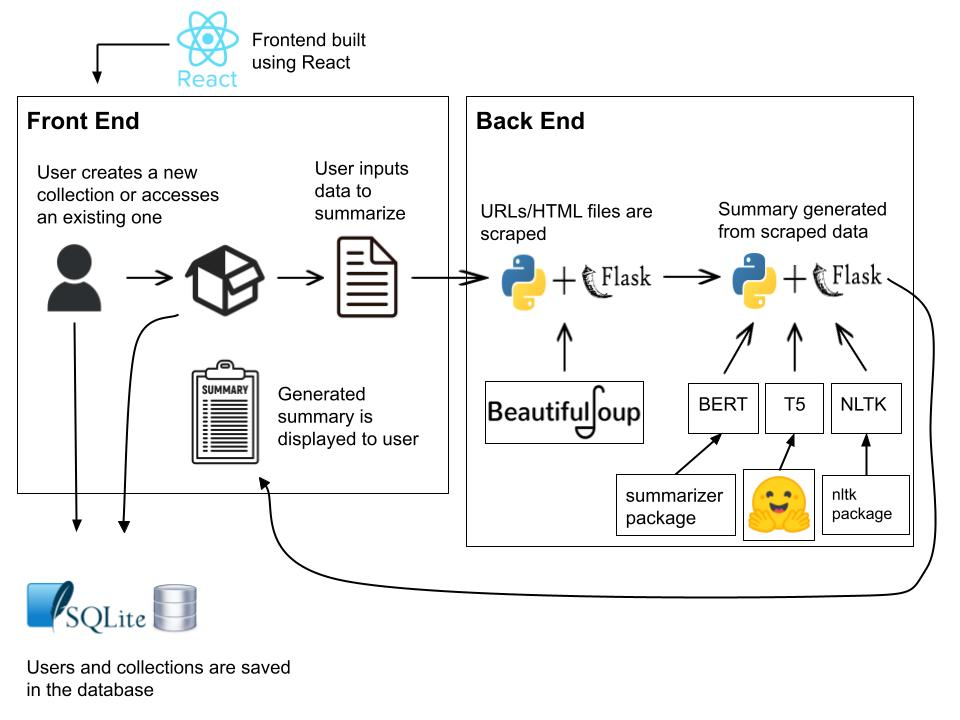 React
Frontend built
using React
Front End
User creates a new
collection or accesses
an existing one
User inputs
data to
summarize
SUMMARY
Generated
summary is
displayed to user
Back End
URLs/HTML files are
scraped
+ Flask
Summary generated
from scraped data
+ Flask
BeautifulSoup
BERT
T5
NLTK
summarizer
package
nltk
package
SQLite
Users and collections are saved
in the database